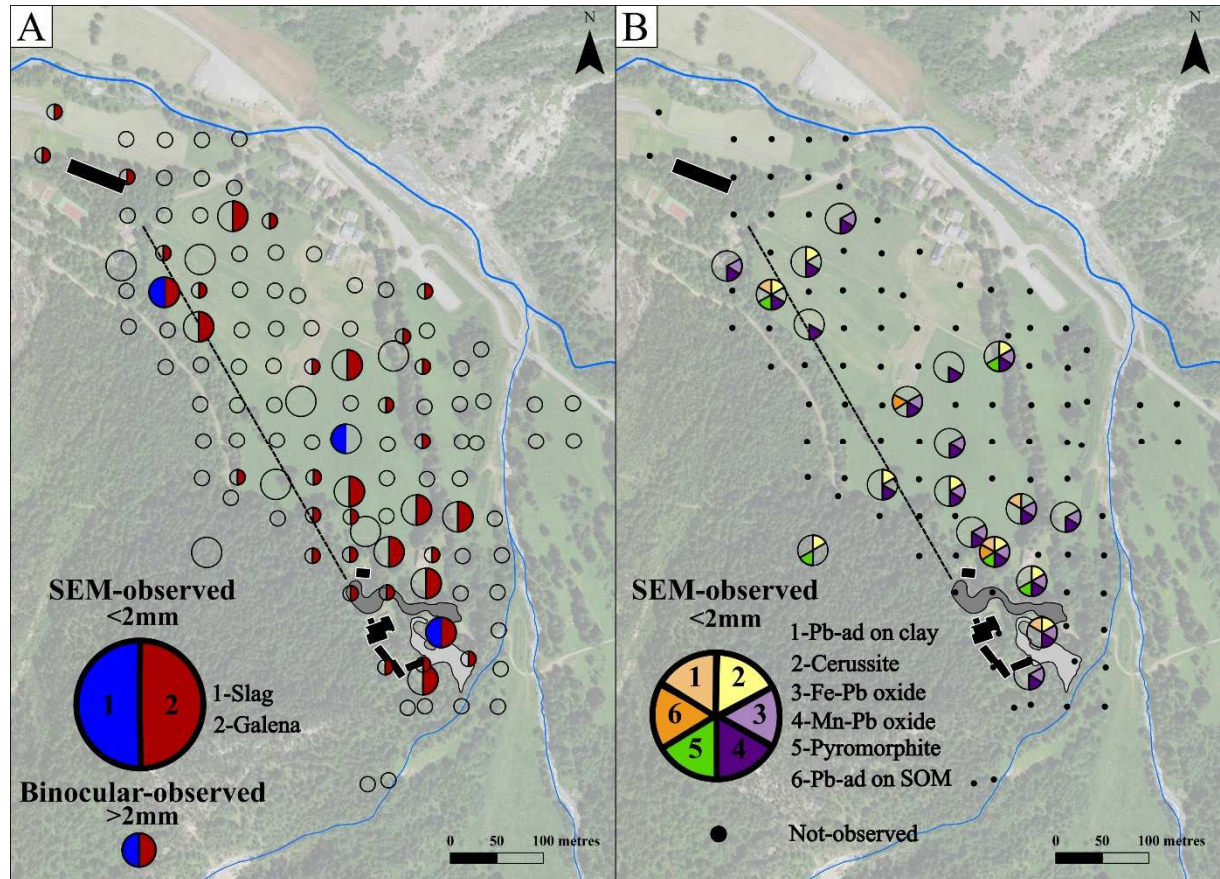 A
N
SEM-observed
<2mm
1
2
1-Slag
2-Galena
Binocular-observed
>2mm
0 50 100 metres
B
N
SEM-observed
<2mm
1
2
3
4
5
6
1-Pb-ad on clay
2-Cerussite
3-Fe-Pb oxide
4-Mn-Pb oxide
5-Pyromorphite
6-Pb-ad on SOM
Not-observed
0 50 100 metres